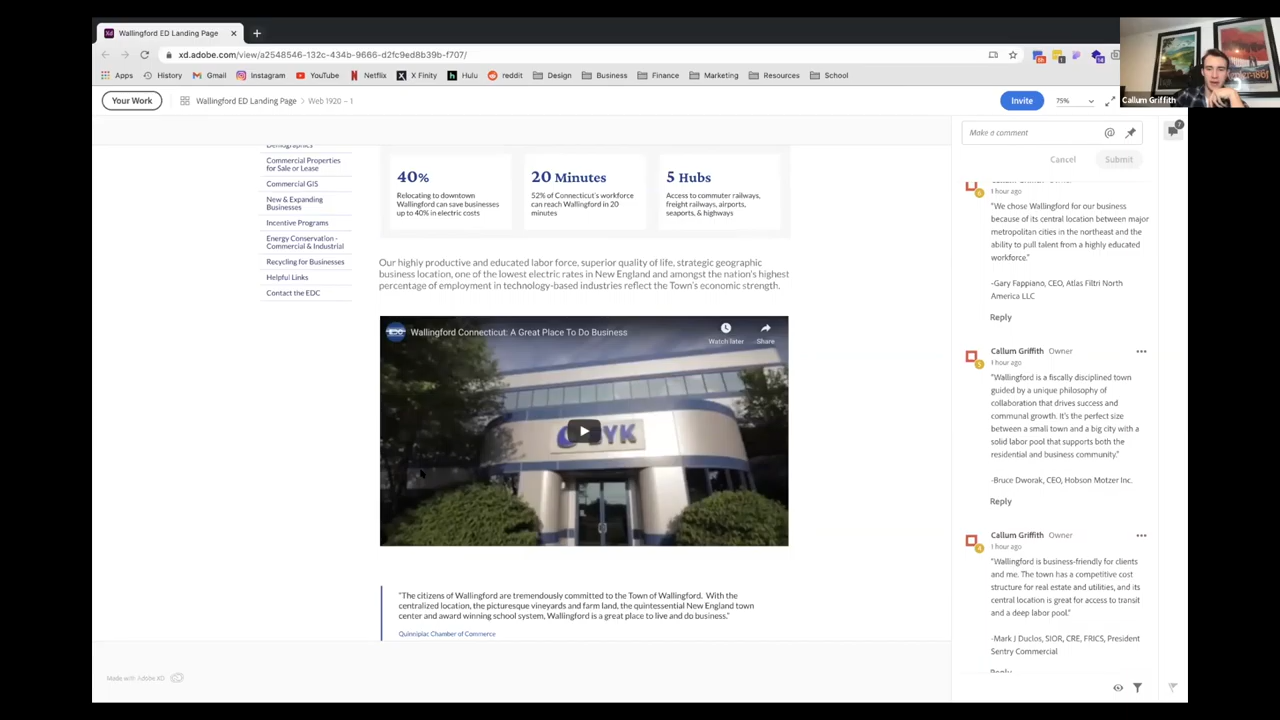 Wallingford ED Landing Page
xd.adobe.com/view/a2548546-132c-434b-9666-d2fc9ed8b39b-f707/
Apps History Gmail Instagram YouTube Netflix X Finity Hulu reddit Design Business Finance Marketing Resources School
Callum Griffith
Your Work Wallingford ED Landing Page > Web 1920 – 1 Invite 75%
Demographics
Commercial Properties
for Sale or Lease
Commercial GIS
New & Expanding
Businesses
Incentive Programs
Energy Conservation -
Commercial & Industrial
Recycling for Businesses
Helpful Links
Contact the EDC
40%
Relocating to downtown
Wallingford can save businesses
up to 40% in electric costs
20 Minutes
52% of Connecticut's workforce
can reach Wallingford in 20
minutes
5 Hubs
Access to commuter railways,
freight railways, airports,
seaports, & highways
Our highly productive and educated labor force, superior quality of life, strategic geographic
business location, one of the lowest electric rates in New England and amongst the nation's highest
percentage of employment in technology-based industries reflect the Town's economic strength.
Wallingford Connecticut: A Great Place To Do Business
Watch later
Share
"The citizens of Wallingford are tremendously committed to the Town of Wallingford. With the
centralized location, the picturesque vineyards and farm land, the quintessential New England town
center and award winning school system, Wallingford is a great place to live and do business."
Quinnipiac Chamber of Commerce
Made with Adobe XD
Make a comment
@
7
Cancel Submit
1 hour ago
"We chose Wallingford for our business
because of its central location between major
metropolitan cities in the northeast and the
ability to pull talent from a highly educated
workforce."
-Gary Fappiano, CEO, Atlas Filtri North
America LLC
Reply
Callum Griffith Owner
1 hour ago
"Wallingford is a fiscally disciplined town
guided by a unique philosophy of
collaboration that drives success and
communal growth. It's the perfect size
between a small town and a big city with a
solid labor pool that supports both the
residential and business community."
-Bruce Dworak, CEO, Hobson Motzer Inc.
Reply
Callum Griffith Owner
1 hour ago
"Wallingford is business-friendly for clients
and me. The town has a competitive cost
structure for real estate and utilities, and its
central location is great for access to transit
and a deep labor pool."
-Mark J Duclos, SIOR, CRE, FRICS, President
Sentry Commercial
Reply